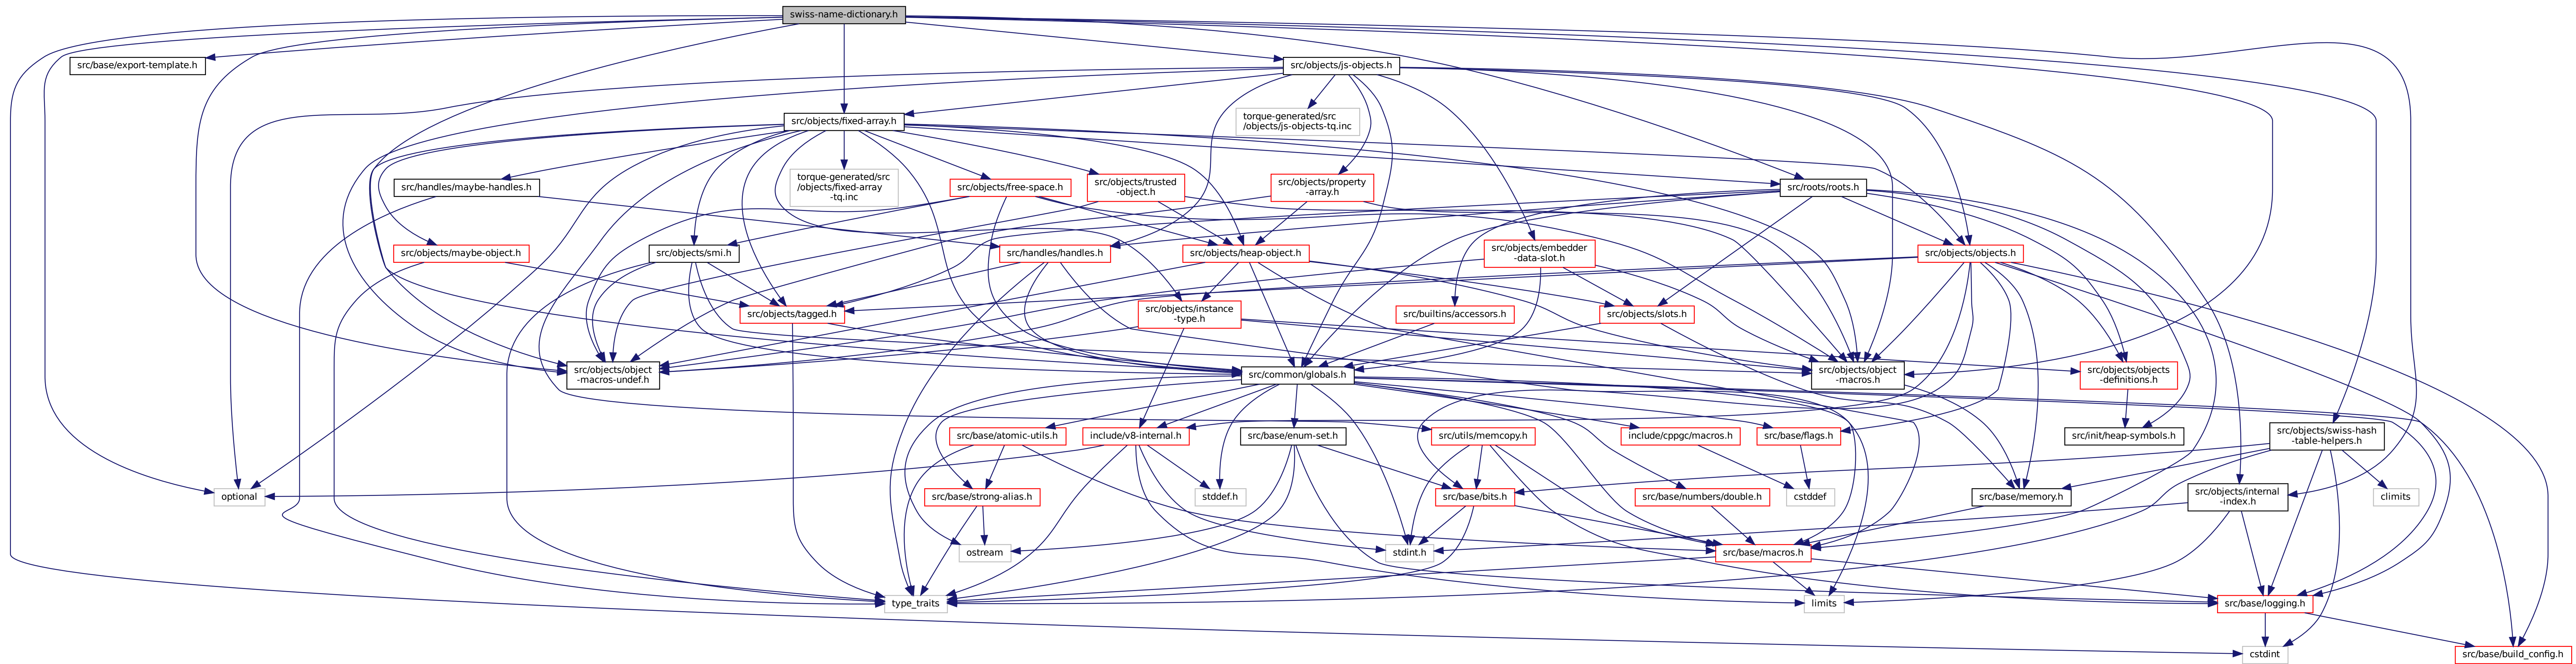 swiss-name-dictionary.h
src/base/export-template.h
src/objects/js-objects.h
src/objects/fixed-array.h
torque-generated/src
/objects/js-objects-tq.inc
src/handles/maybe-handles.h
torque-generated/src
/objects/fixed-array
-tq.inc
src/objects/free-space.h
src/objects/trusted
-object.h
src/objects/property
-array.h
src/roots/roots.h
src/objects/maybe-object.h
src/objects/smi.h
src/handles/handles.h
src/objects/heap-object.h
src/objects/embedder
-data-slot.h
src/objects/objects.h
src/objects/tagged.h
src/objects/instance
-type.h
src/builtins/accessors.h
src/objects/slots.h
src/objects/object
-macros-undef.h
src/common/globals.h
src/objects/object
-macros.h
src/objects/objects
-definitions.h
src/base/atomic-utils.h
include/v8-internal.h
src/base/enum-set.h
src/utils/memcopy.h
include/cppgc/macros.h
src/base/flags.h
src/init/heap-symbols.h
src/objects/swiss-hash
-table-helpers.h
optional
src/base/strong-alias.h
stddef.h
src/base/bits.h
src/base/numbers/double.h
cstddef
src/base/memory.h
src/objects/internal
-index.h
climits
ostream
stdint.h
src/base/macros.h
type_traits
limits
src/base/logging.h
cstdint
src/base/build_config.h